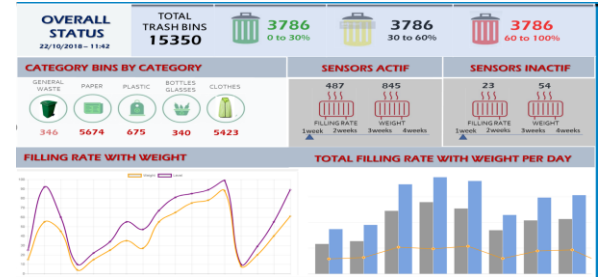 OVERALL
STATUS
22/10/2018 – 11:42
TOTAL
TRASH BINS
15350
3786
0 to 30%
3786
30 to 60%
3786
60 to 100%
CATEGORY BINS BY CATEGORY
SENSORS ACTIF
SENSORS INACTIF
GENERAL
WASTE
PAPER
PLASTIC
BOTTLES
GLASSES
CLOTHES
346
5674
675
340
5423
487
845
FILLING RATE
WEIGHT
1week 2weeks 3weeks 4weeks
23
54
FILLING RATE
WEIGHT
1week 2weeks 3weeks 4weeks
FILLING RATE WITH WEIGHT
TOTAL FILLING RATE WITH WEIGHT PER DAY
Weight Level